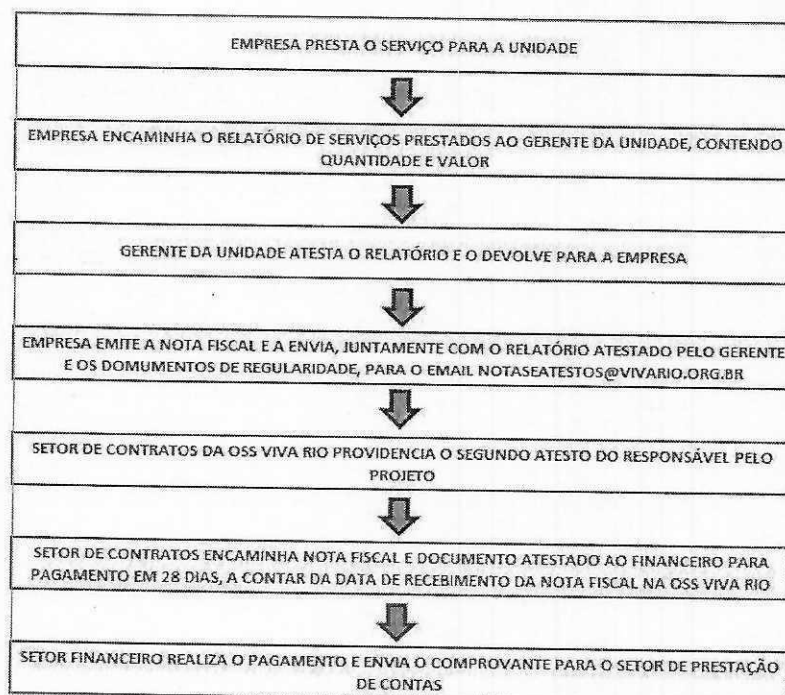 EMPRESA PRESTA O SERVIÇO PARA A UNIDADE
EMPRESA ENCAMINHA O RELATÓRIO DE SERVIÇOS PRESTADOS AO GERENTE DA UNIDADE, CONTENDO
QUANTIDADE E VALOR
GERENTE DA UNIDADE ATESTA O RELATÓRIO E O DEVOLVE PARA A EMPRESA
EMPRESA EMITE A NOTA FISCAL E A ENVIA, JUNTAMENTE COM O RELATÓRIO ATESTADO PELO GERENTE
E OS DOMUMENTOS DE REGULARIDADE, PARA O EMAIL NOTASEATESTOS@VIVARIO.ORG.BR
SETOR DE CONTRATOS DA OSS VIVA RIO PROVIDENCIA O SEGUNDO ATESTO DO RESPONSÁVEL PELO
PROJETO
SETOR DE CONTRATOS ENCAMINHA NOTA FISCAL E DOCUMENTO ATESTADO AO FINANCEIRO PARA
PAGAMENTO EM 28 DIAS, A CONTAR DA DATA DE RECEBIMENTO DA NOTA FISCAL NA OSS VIVA RIO
SETOR FINANCEIRO REALIZA O PAGAMENTO E ENVIA O COMPROVANTE PARA O SETOR DE PRESTAÇÃO
DE CONTAS